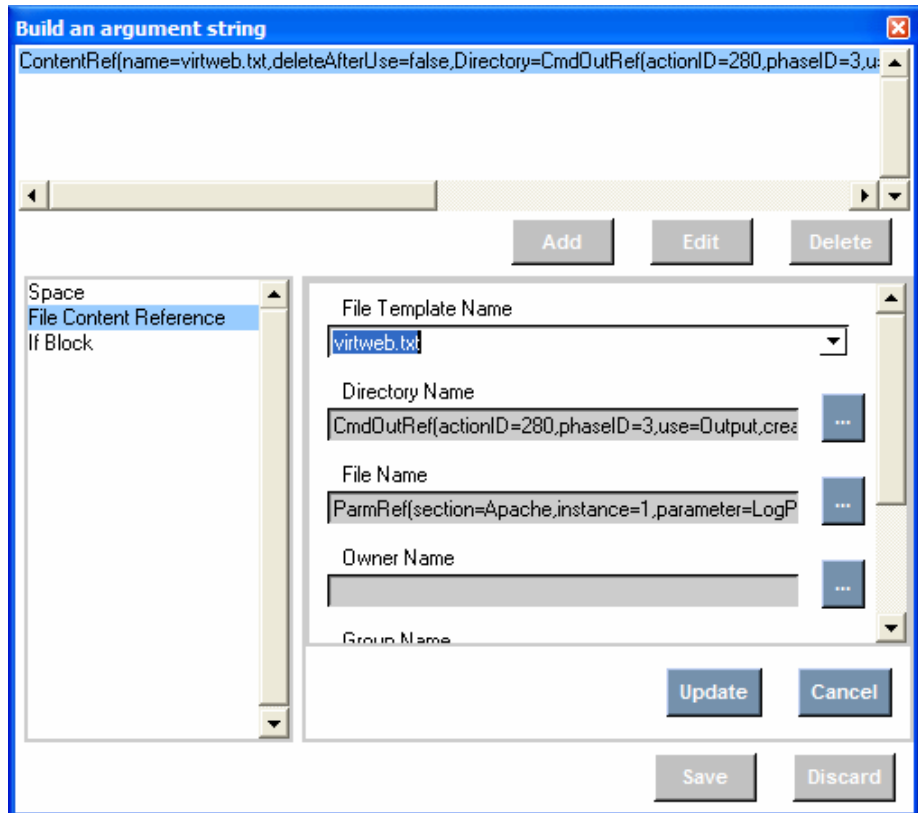 Build an argument string
ContentRef(name=virtweb.txt,deleteAfterUse=false,Directory=CmdOutRef(actionID=280,phaseID=3,u
Add Edit Delete
Space
File Content Reference
If Block
File Template Name
virtweb.txt
Directory Name
CmdOutRef(actionID=280,phaseID=3,use=Output,crea
...
File Name
ParmRef(section=Apache,instance=1,parameter=LogP
...
Owner Name
...
Group Name
Update Cancel
Save Discard